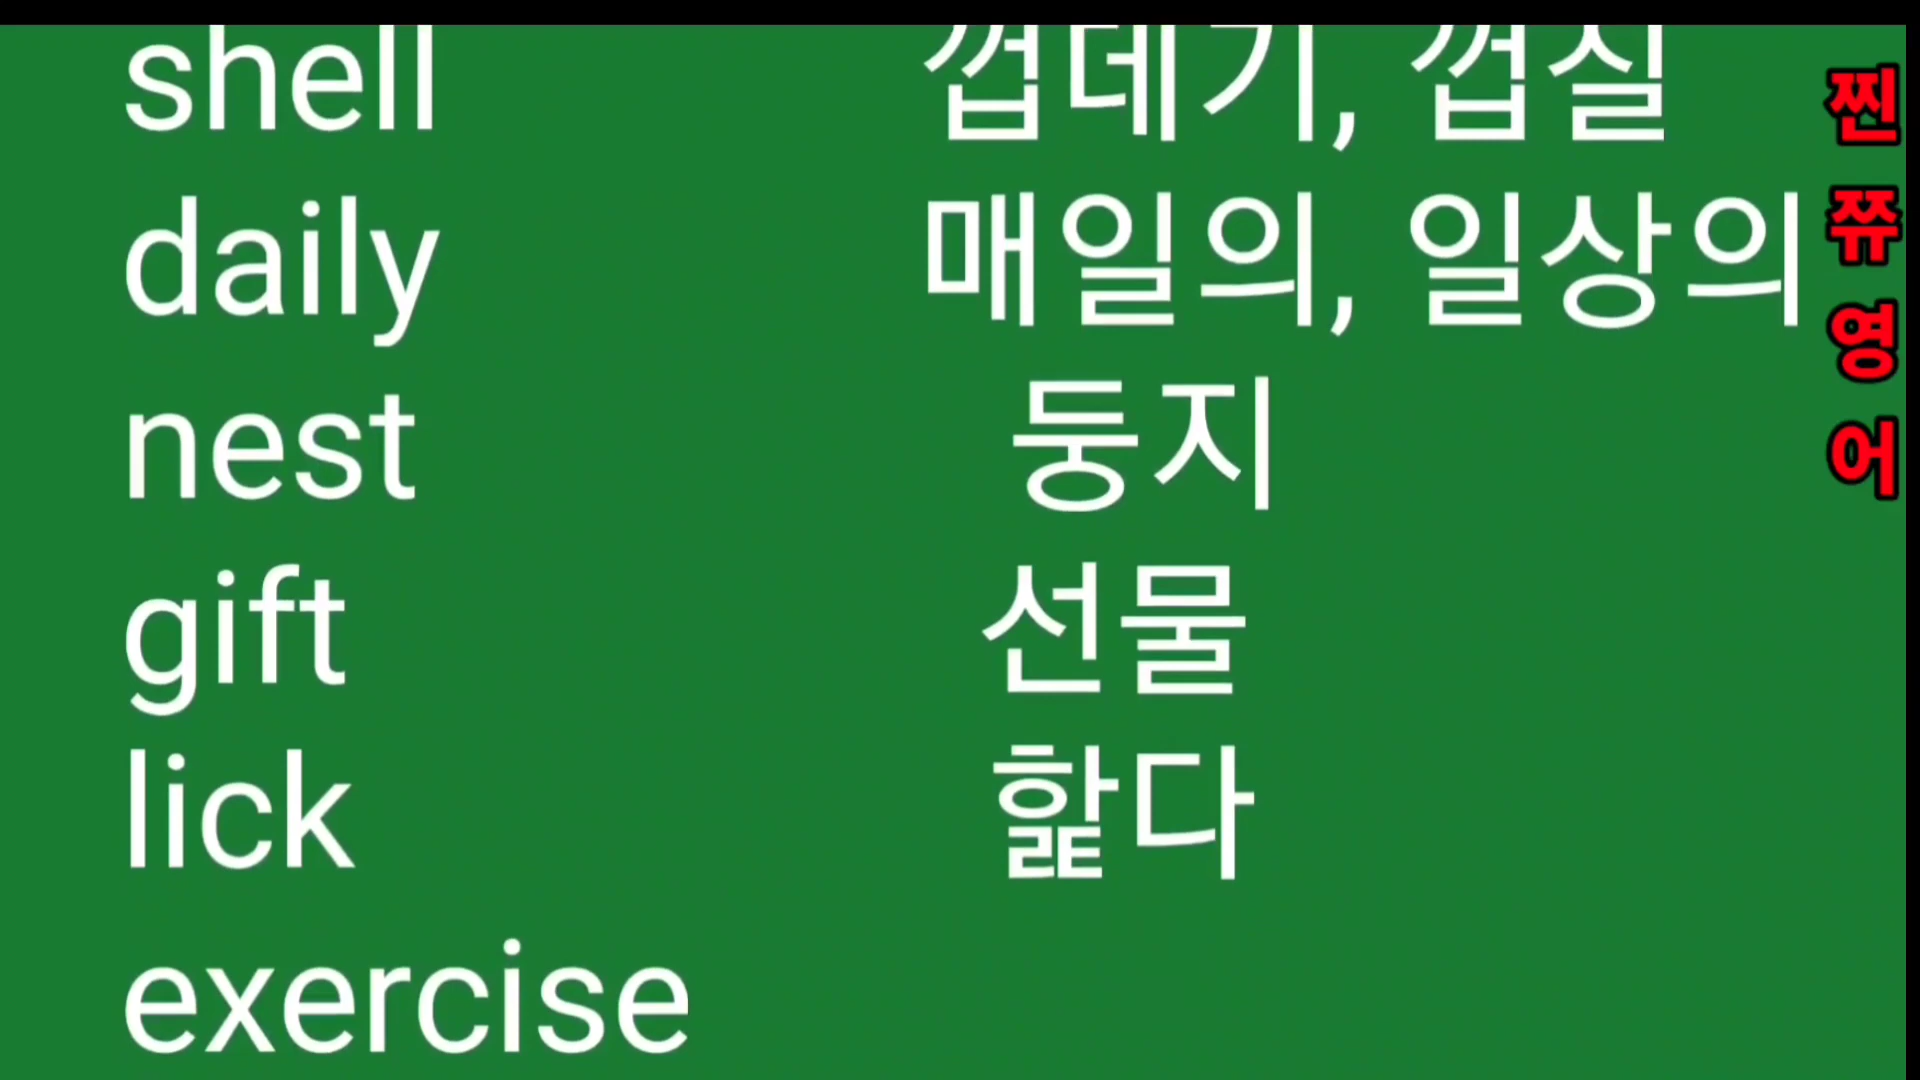 shell 껍데기, 껍질
daily 매일의, 일상의
nest 둥지
gift 선물
lick 핥다
exercise
찐쮸영어